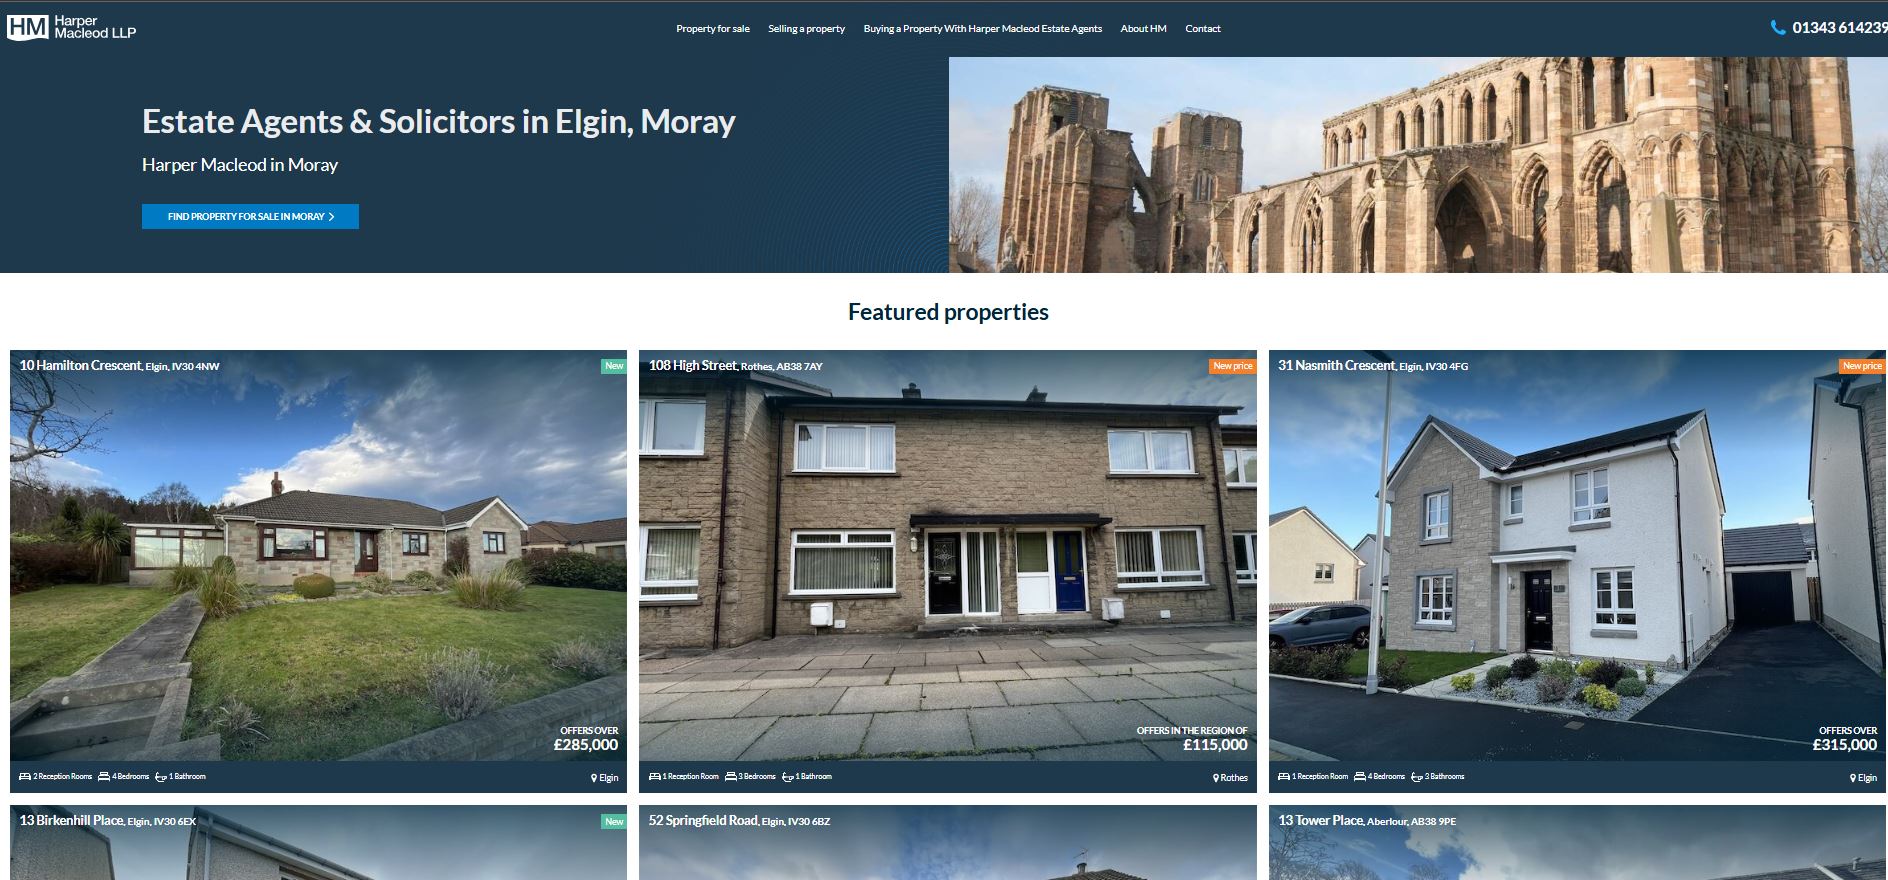 HM Harper
Macleod LLP
Property for sale
Selling a property
Buying a Property With Harper Macleod Estate Agents
About HM
Contact
01343 614239
Estate Agents & Solicitors in Elgin, Moray
Harper Macleod in Moray
FIND PROPERTY FOR SALE IN MORAY
Featured properties
10 Hamilton Crescent, Elgin, IV30 4NW
New
OFFERS OVER
£285,000
2 Reception Rooms 4 Bedrooms 1 Bathroom
Elgin
108 High Street, Rothes, AB38 7AY
New price
OFFERS IN THE REGION OF
£115,000
1 Reception Room 3 Bedrooms 1 Bathroom
Rothes
31 Nasmith Crescent, Elgin, IV30 4FG
New price
OFFERS OVER
£315,000
1 Reception Room 4 Bedrooms 3 Bathrooms
Elgin
13 Birkenhill Place, Elgin, IV30 6EX
New
52 Springfield Road, Elgin, IV30 6BZ
13 Tower Place, Aberlour, AB38 9PE